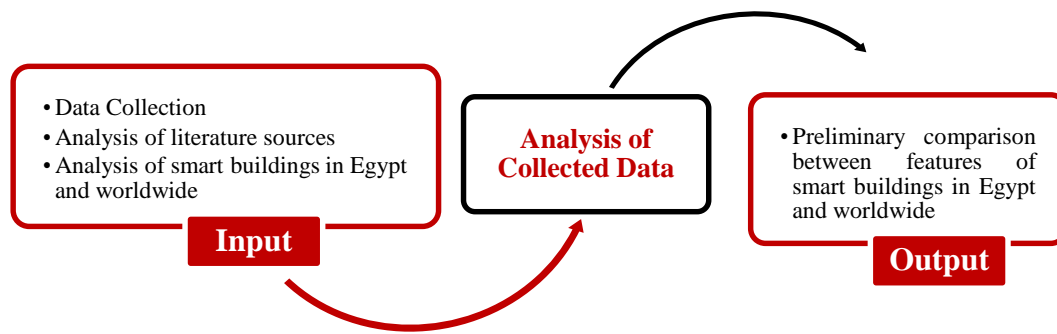 • Data Collection
• Analysis of literature sources
• Analysis of smart buildings in Egypt
and worldwide
Input
Analysis of
Collected Data
• Preliminary comparison
between features of
smart buildings in Egypt
and worldwide
Output